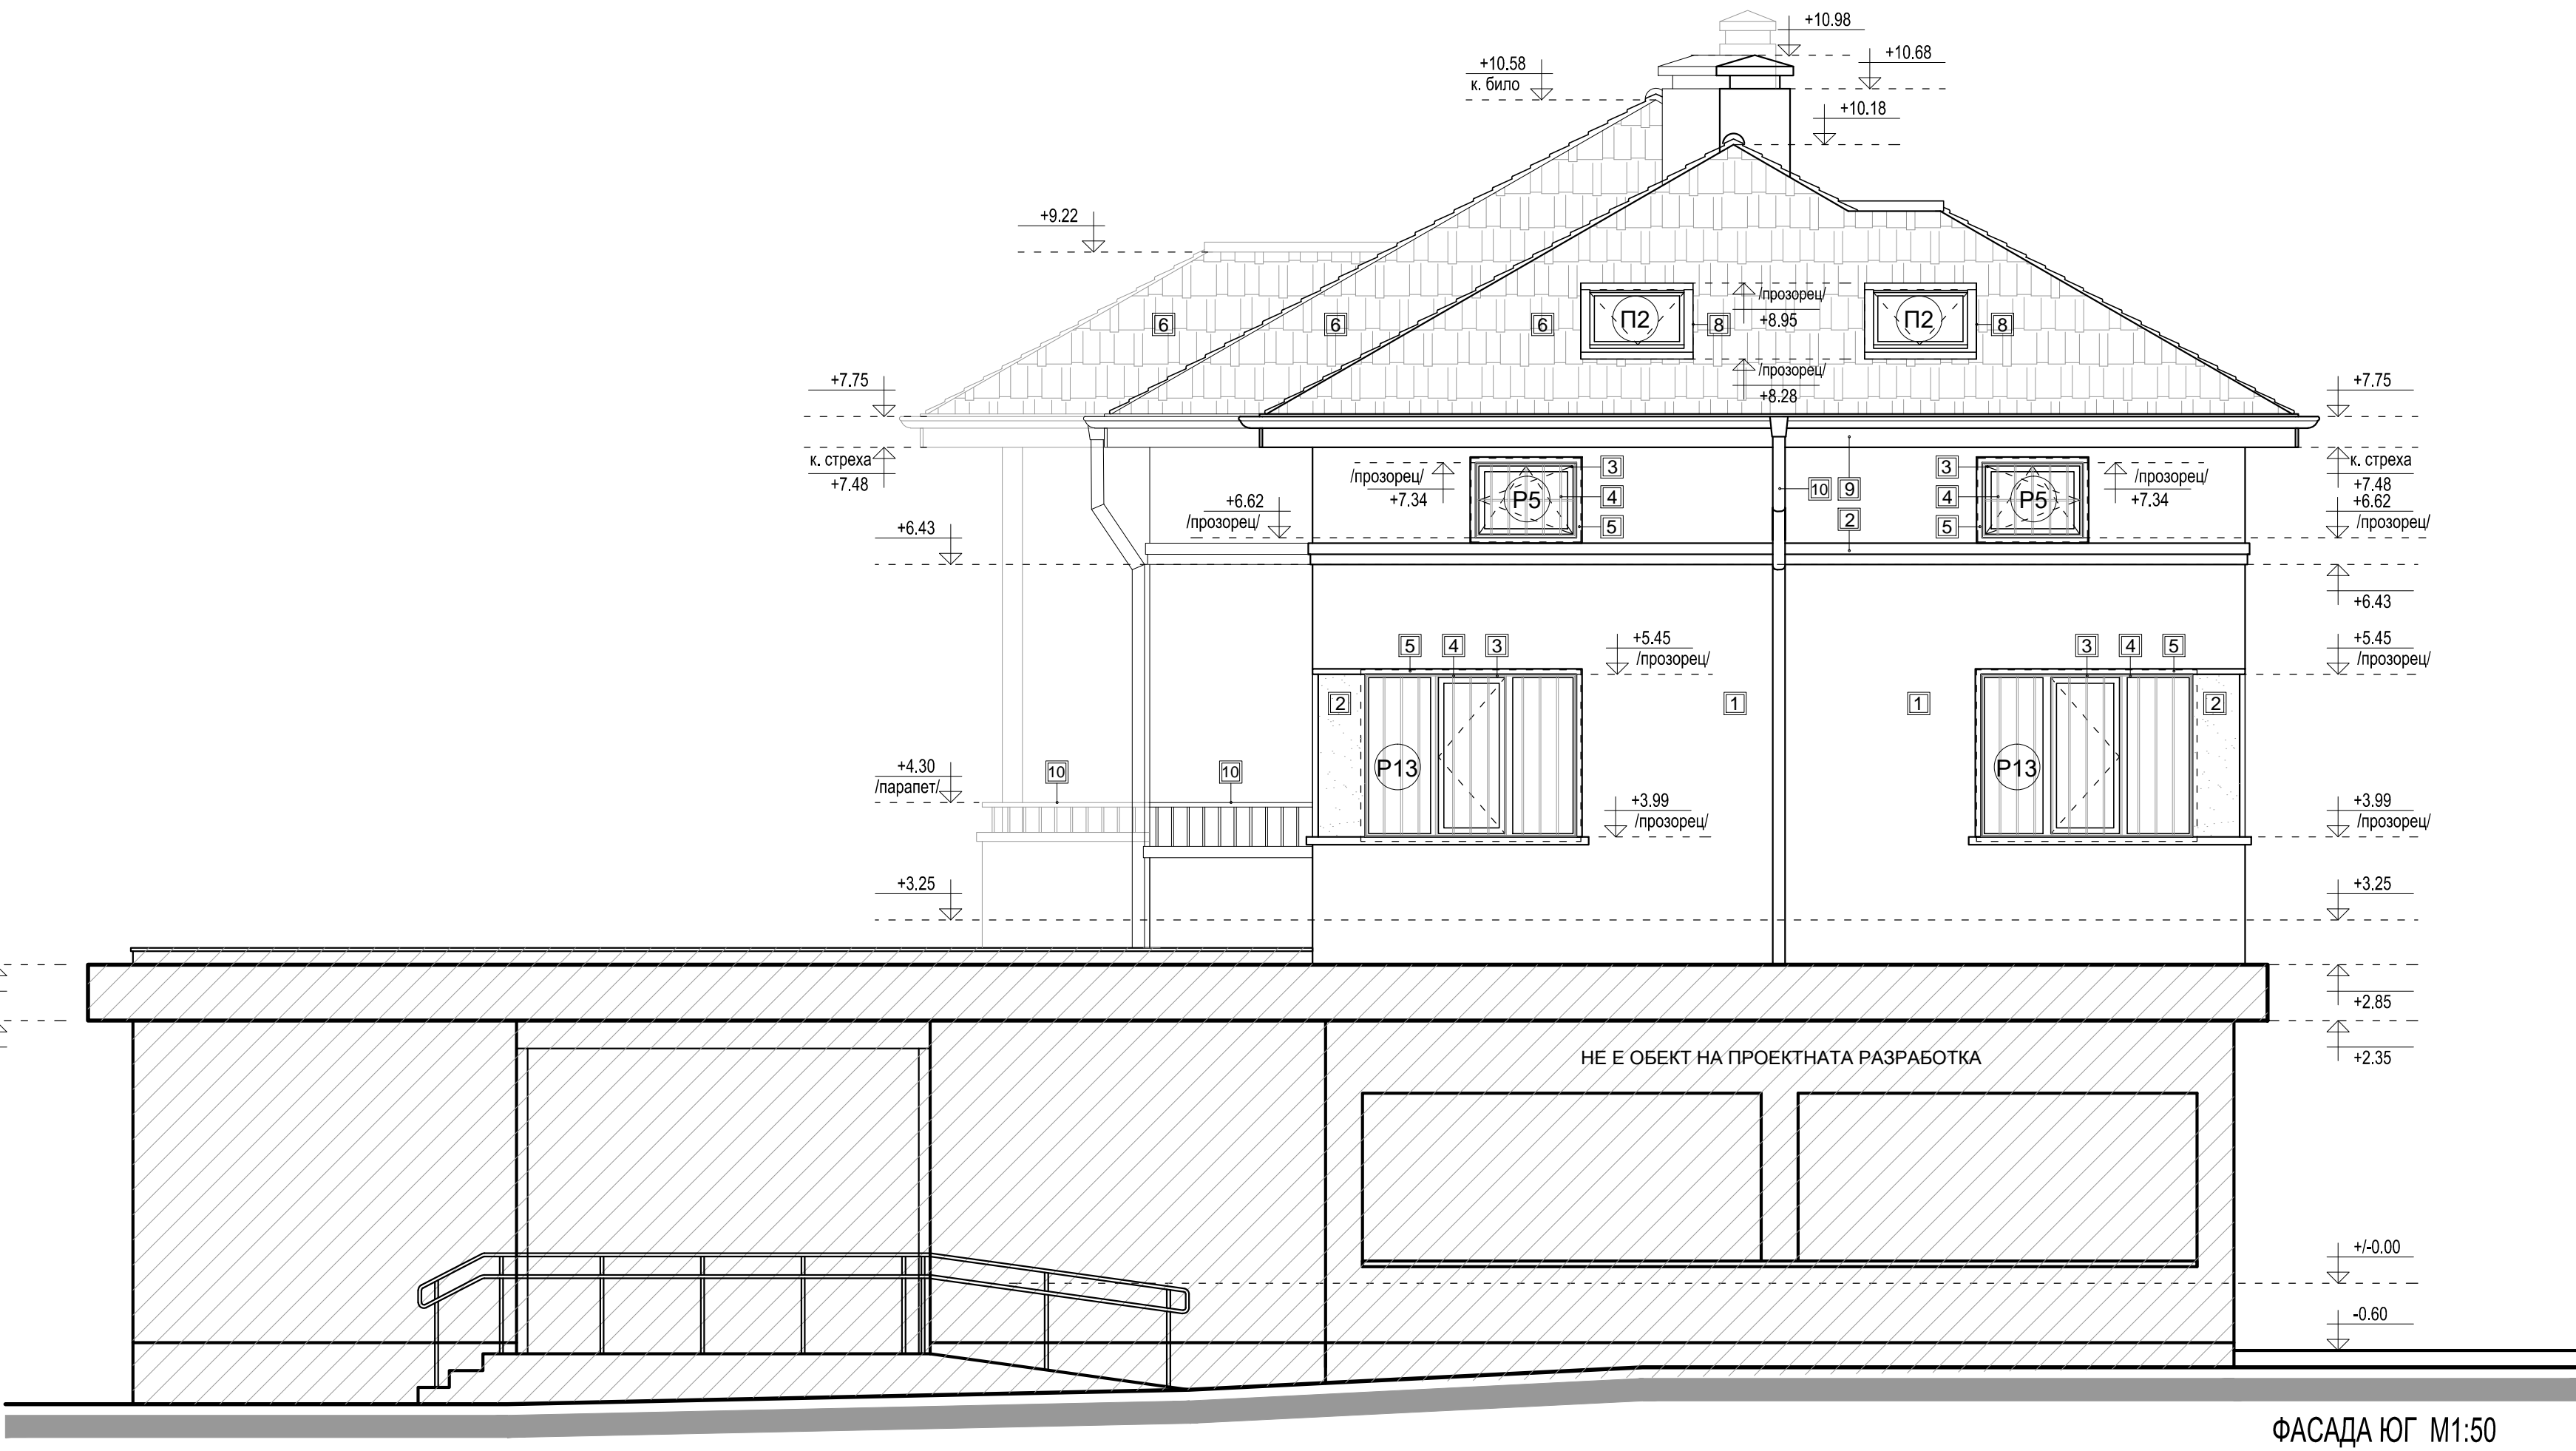 +10.98
+10.58
к. било
+10.68
+10.18
+9.22
6
6
6
П2
8
/прозорец/
+8.95
П2
8
/прозорец/
+8.28
+7.75
+7.75
к. стреха
+7.48
/прозорец/
+7.34
P5
3
4
5
10
9
2
3
4
5
P5
/прозорец/
+7.34
к. стреха
+7.48
+6.62
/прозорец/
+6.62
/прозорец/
+6.43
+6.43
5
4
3
+5.45
/прозорец/
3
4
5
+5.45
/прозорец/
2
1
1
2
P13
P13
+4.30
/парапет/
10
10
+3.99
/прозорец/
+3.99
/прозорец/
+3.25
+3.25
+2.85
+2.35
НЕ Е ОБЕКТ НА ПРОЕКТНАТА РАЗРАБОТКА
+/-0.00
-0.60
ФАСАДА ЮГ М1:50